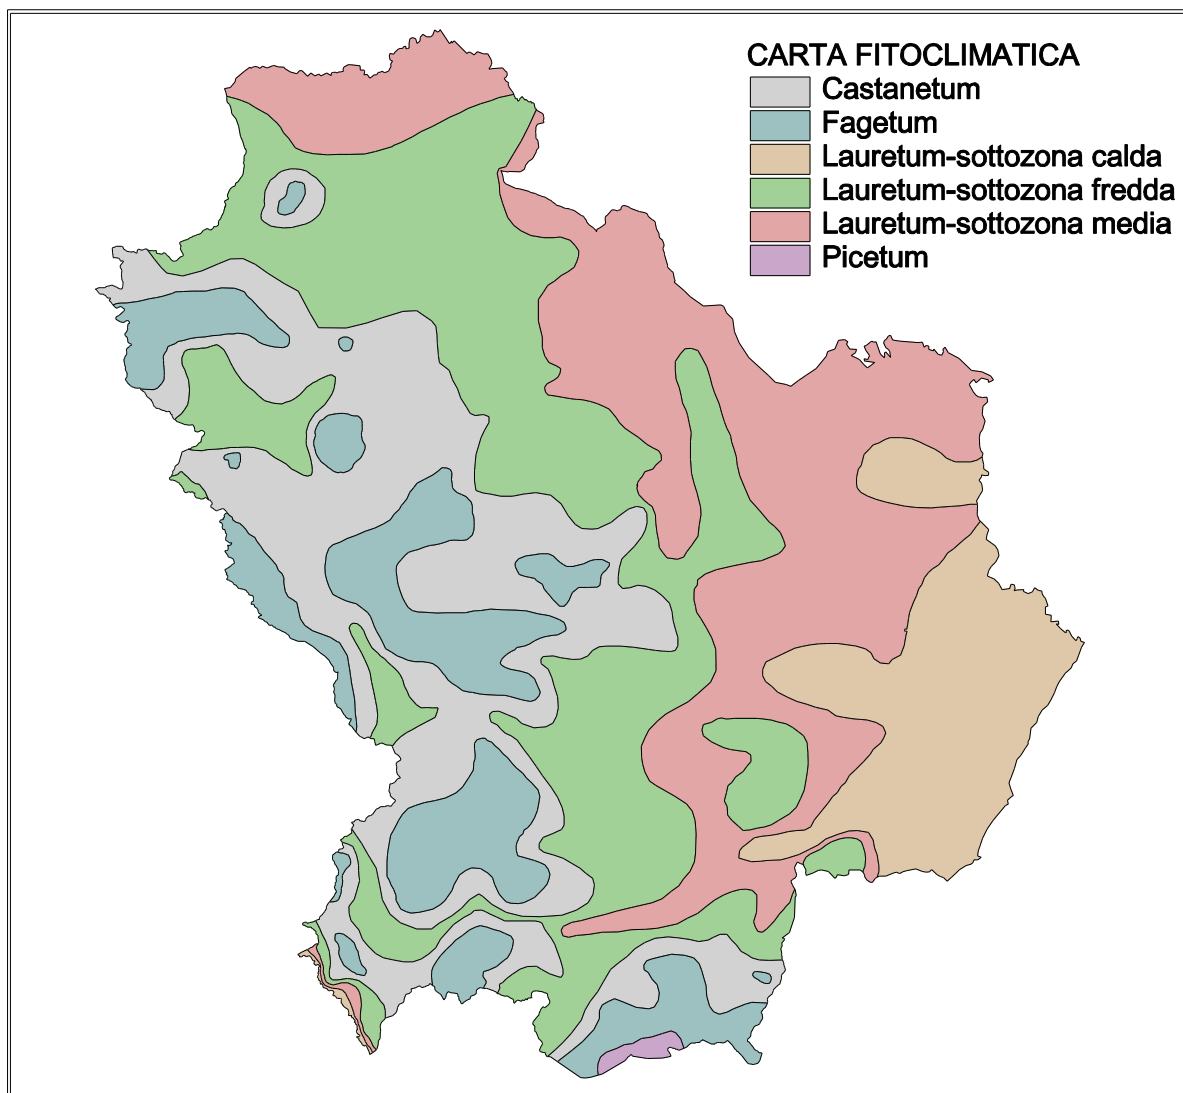 CARTA FITOCLIMATICA
Castanetum
Fagetum
Lauretum-sottozona calda
Lauretum-sottozona fredda
Lauretum-sottozona media
Picetum